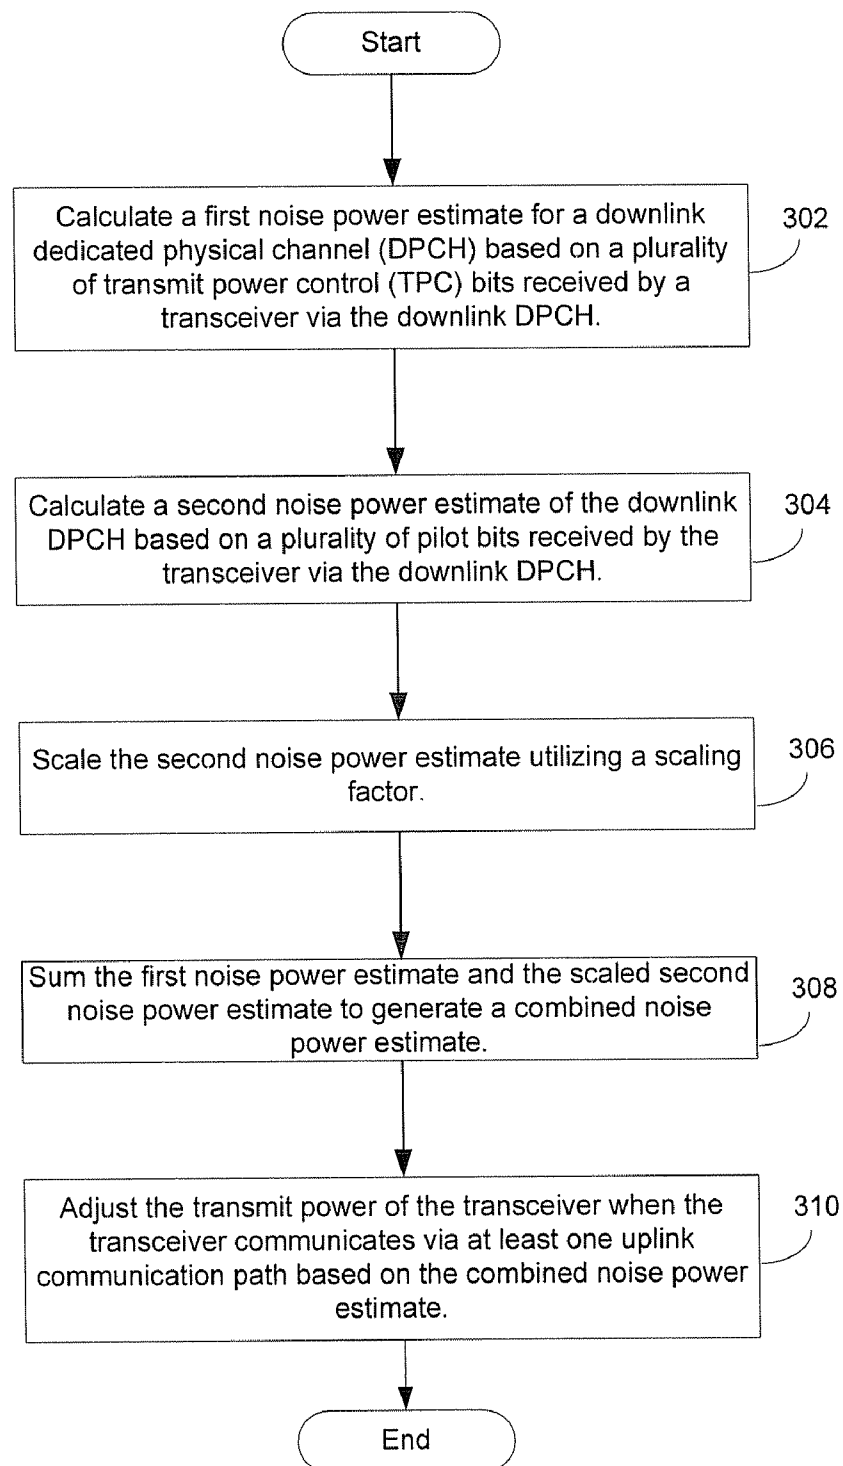 Start
Calculate a first noise power estimate for a downlink
dedicated physical channel (DPCH) based on a plurality
of transmit power control (TPC) bits received by a
transceiver via the downlink DPCH.
302
Calculate a second noise power estimate of the downlink
DPCH based on a plurality of pilot bits received by the
transceiver via the downlink DPCH.
304
Scale the second noise power estimate utilizing a scaling
factor.
306
Sum the first noise power estimate and the scaled second
noise power estimate to generate a combined noise
power estimate.
308
Adjust the transmit power of the transceiver when the
transceiver communicates via at least one uplink
communication path based on the combined noise power
estimate.
310
End